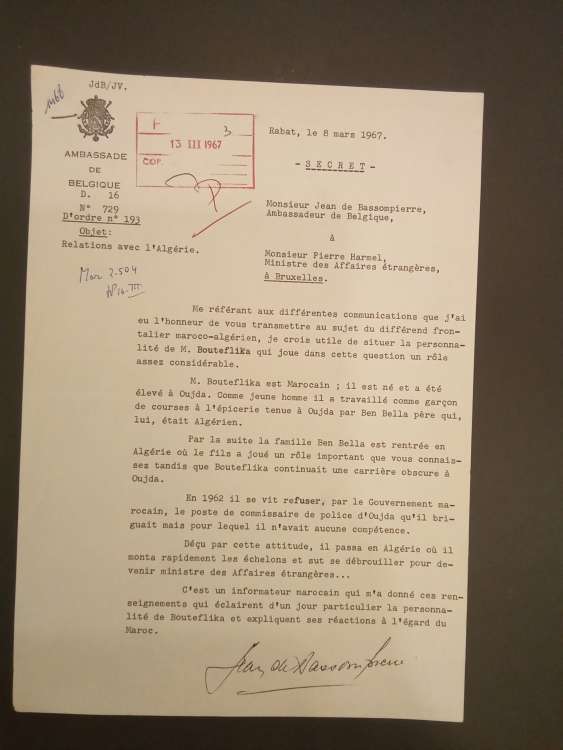 JdB/JV.
1468
AMBASSADE
DE
BELGIQUE
D. 16
N° 729
D'ordre n° 193
Objet:
Relations avec l'Algérie.
Mar 2.504
13 III 1967
3
COP.
Rabat, le 8 mars 1967.
- SECRET -
Monsieur Jean de Bassompierre,
Ambassadeur de Belgique,
à
Monsieur Pierre Harmel,
Ministre des Affaires étrangères,
à Bruxelles.
Me référant aux différentes communications que j'ai
eu l'honneur de vous transmettre au sujet du différend fron-
talier maroco-algérien, je crois utile de situer la personna-
lité de M. Bouteflika qui joue dans cette question un rôle
assez considérable.
M. Bouteflika est Marocain ; il est né et a été
élevé à Oujda. Comme jeune homme il a travaillé comme garçon
de courses à l'épicerie tenue à Oujda par Ben Bella père qui,
lui, était Algérien.
Par la suite la famille Ben Bella est rentrée en
Algérie où le fils a joué un rôle important que vous connais-
sez tandis que Bouteflika continuait une carrière obscure à
Oujda.
En 1962 il se vit refuser, par le Gouvernement ma-
rocain, le poste de commissaire de police d'Oujda qu'il bri-
guait mais pour lequel il n'avait aucune compétence.
Déçu par cette attitude, il passa en Algérie où il
monta rapidement les échelons et sut se débrouiller pour de-
venir ministre des Affaires étrangères...
C'est un informateur marocain qui m'a donné ces ren-
seignements qui éclairent d'un jour particulier la personna-
lité de Bouteflika et expliquent ses réactions à l'égard du
Maroc.
Jean de Bassompierre